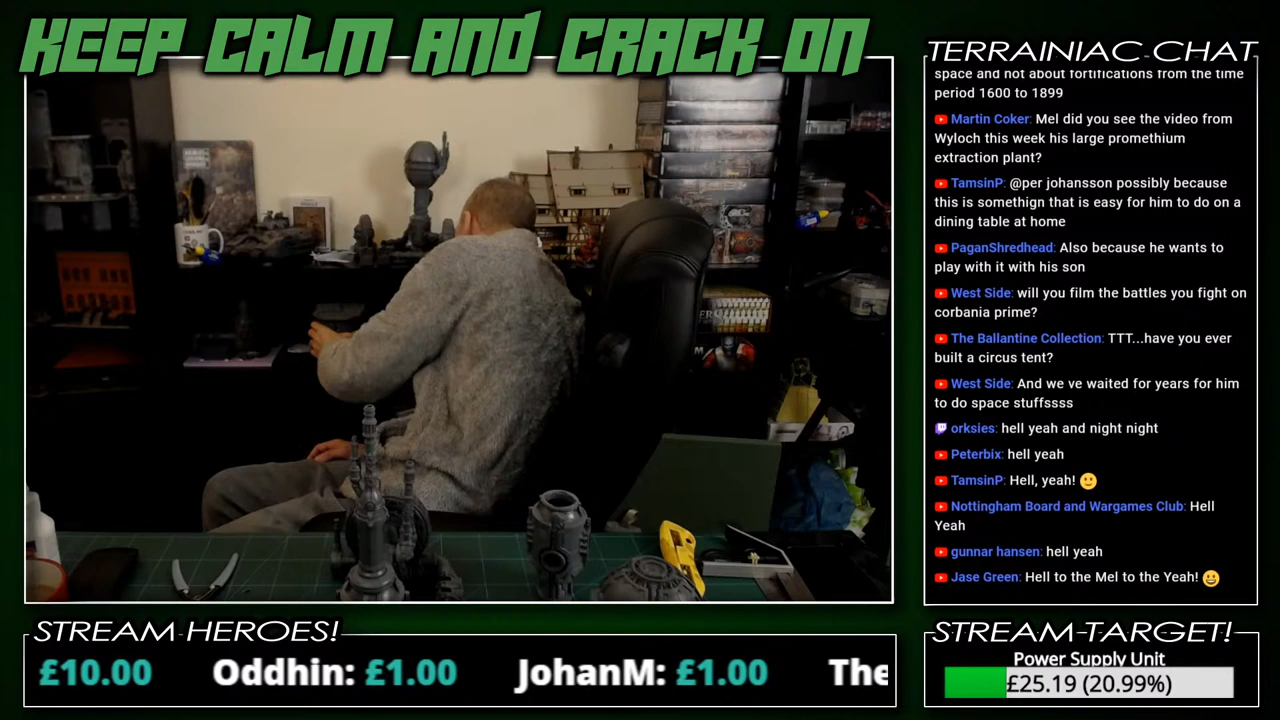 KEEP CALM AND CRACK ON
TERRAINIAC CHAT
space and not about fortifications from the time
period 1600 to 1899
Martin Coker: Mel did you see the video from
Wyloch this week his large promethium
extraction plant?
TamsinP: @per johansson possibly because
this is somethign that is easy for him to do on a
dining table at home
PaganShredhead: Also because he wants to
play with it with his son
West Side: will you film the battles you fight on
corbania prime?
The Ballantine Collection: TTT...have you ever
built a circus tent?
West Side: And we ve waited for years for him
to do space stuffssss
orksies: hell yeah and night night
Peterbix: hell yeah
TamsinP: Hell, yeah! 🙂
Nottingham Board and Wargames Club: Hell
Yeah
gunnar hansen: hell yeah
Jase Green: Hell to the Mel to the Yeah! 😀
STREAM HEROES!
£10.00 Oddhin: £1.00 JohanM: £1.00 The
STREAM TARGET!
Power Supply Unit
£25.19 (20.99%)